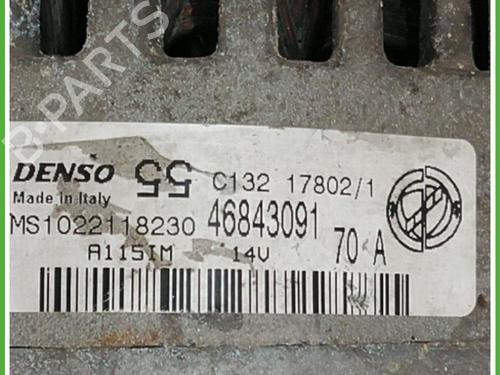 B-PARTS
DENSO 55 C132 17802/1
Made in Italy
MS1022118230 46843091
A115IM 14V 70 A